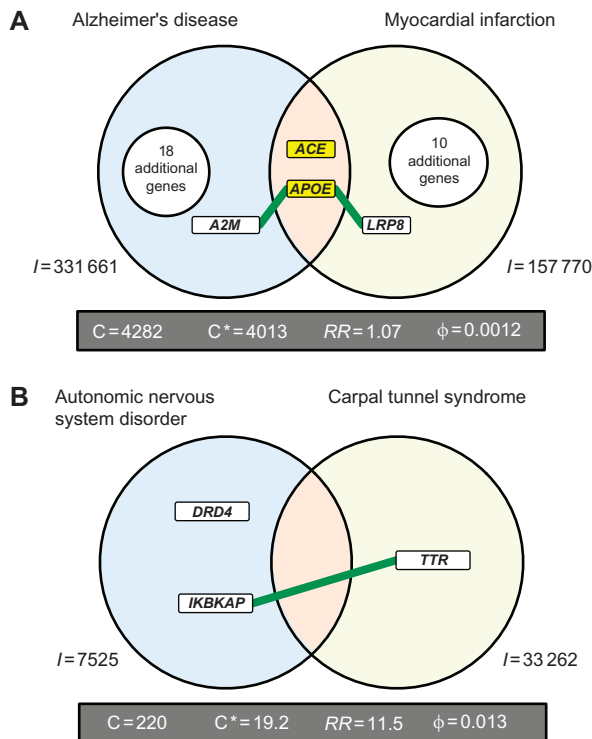 A
Alzheimer's disease
Myocardial infarction
18
additional
genes
10
additional
genes
ACE
APOE
A2M
LRP8
I=331 661
I=157 770
C=4282 C*=4013 RR=1.07 ϕ=0.0012
B
Autonomic nervous
system disorder
Carpal tunnel syndrome
DRD4
TTR
IKBKAP
I=7525
I=33 262
C=220 C*=19.2 RR=11.5 ϕ=0.013